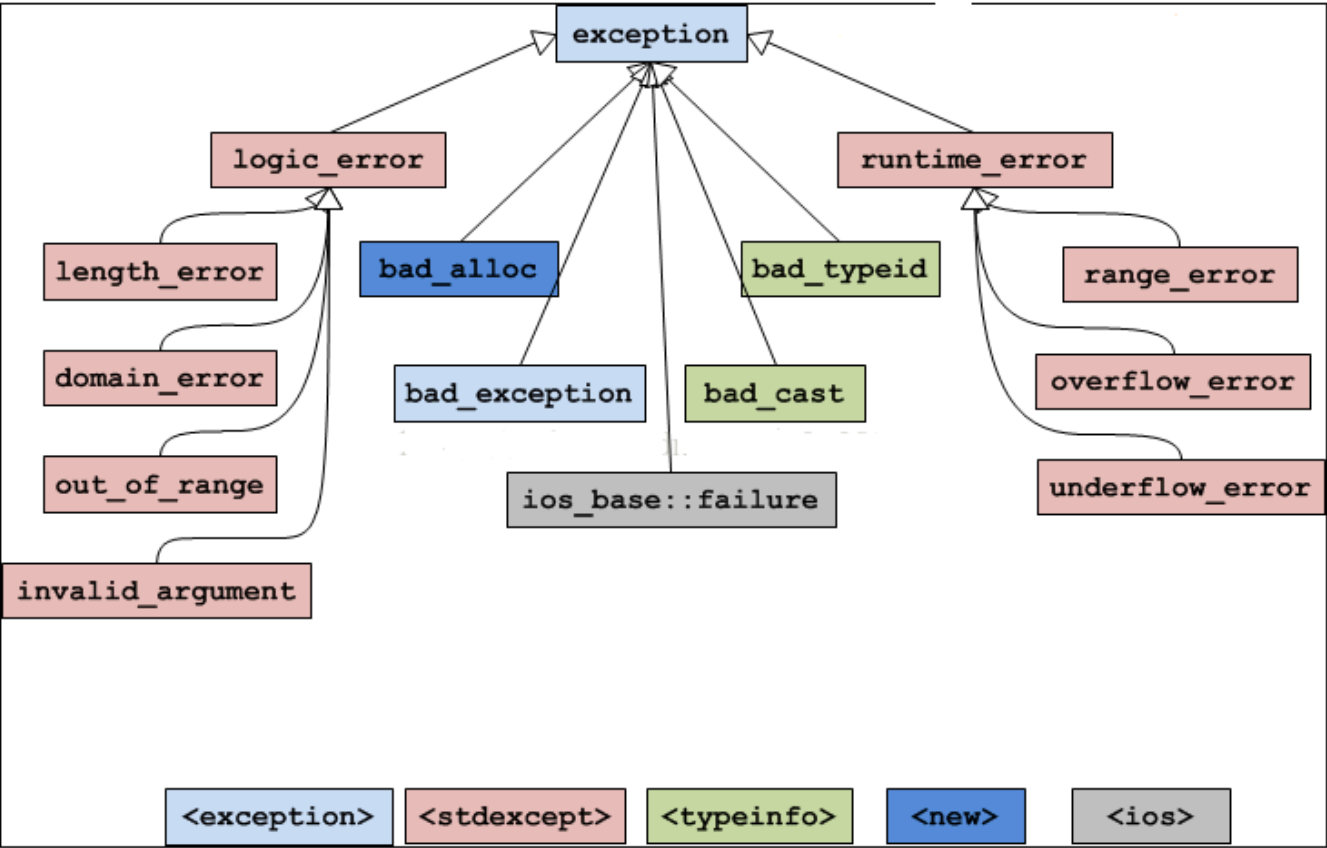 exception
logic_error
runtime_error
length_error
bad_alloc
bad_typeid
range_error
domain_error
bad_exception
bad_cast
overflow_error
out_of_range
ios_base::failure
underflow_error
invalid_argument
<exception>
<stdexcept>
<typeinfo>
<new>
<ios>